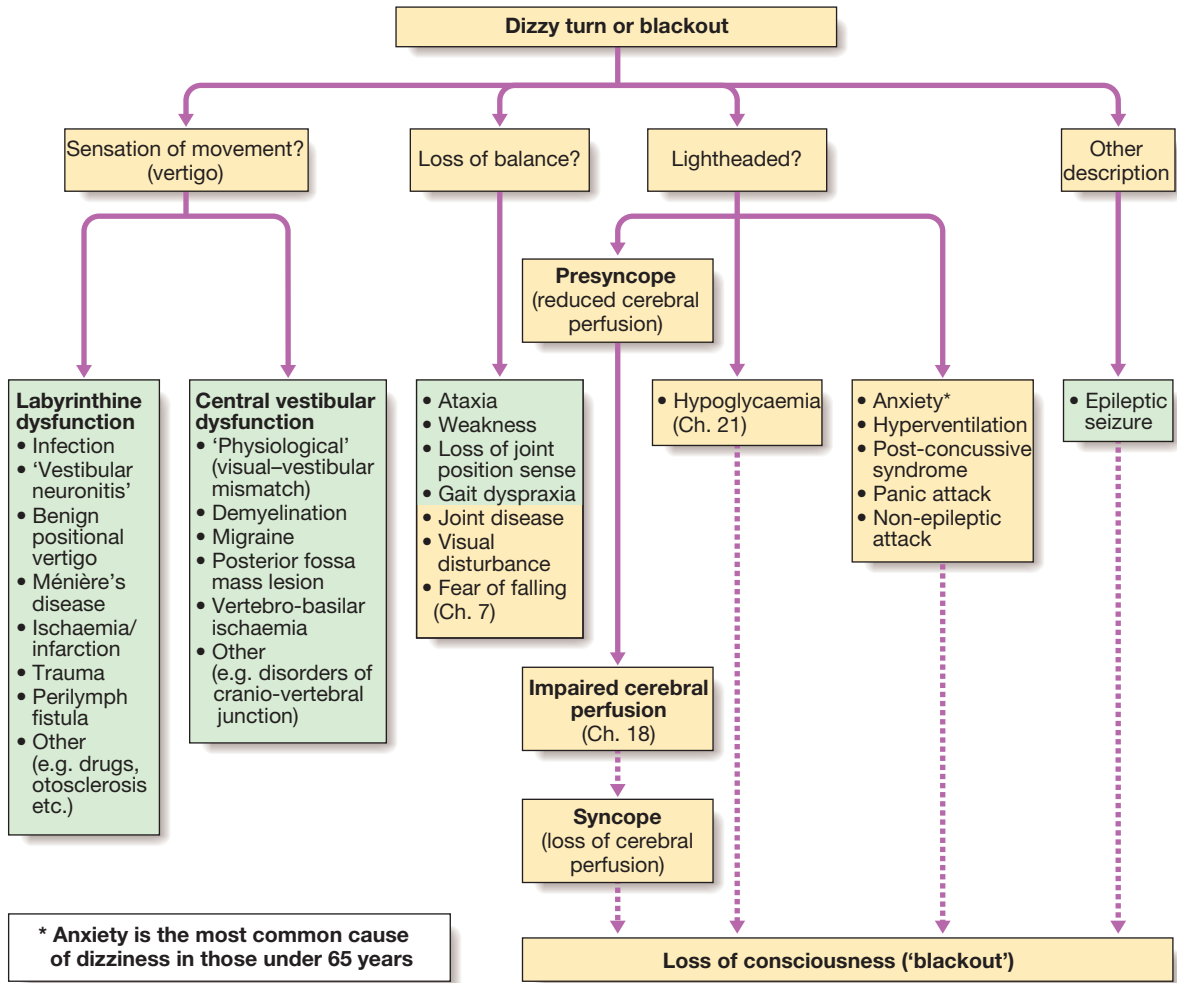 Dizzy turn or blackout
Sensation of movement?
(vertigo)
Loss of balance?
Lightheaded?
Other
description
Presyncope
(reduced cerebral
perfusion)
Labyrinthine
dysfunction
• Infection
• ‘Vestibular
neuronitis’
• Benign
positional
vertigo
• Ménière’s
disease
• Ischaemia/
infarction
• Trauma
• Perilymph
fistula
• Other
(e.g. drugs,
otosclerosis
etc.)
Central vestibular
dysfunction
• ‘Physiological’
(visual–vestibular
mismatch)
• Demyelination
• Migraine
• Posterior fossa
mass lesion
• Vertebro-basilar
ischaemia
• Other
(e.g. disorders of
cranio-vertebral
junction)
• Ataxia
• Weakness
• Loss of joint
position sense
• Gait dyspraxia
• Joint disease
• Visual
disturbance
• Fear of falling
(Ch. 7)
• Hypoglycaemia
(Ch. 21)
• Anxiety*
• Hyperventilation
• Post-concussive
syndrome
• Panic attack
• Non-epileptic
attack
• Epileptic
seizure
Impaired cerebral
perfusion
(Ch. 18)
Syncope
(loss of cerebral
perfusion)
* Anxiety is the most common cause
of dizziness in those under 65 years
Loss of consciousness (‘blackout’)